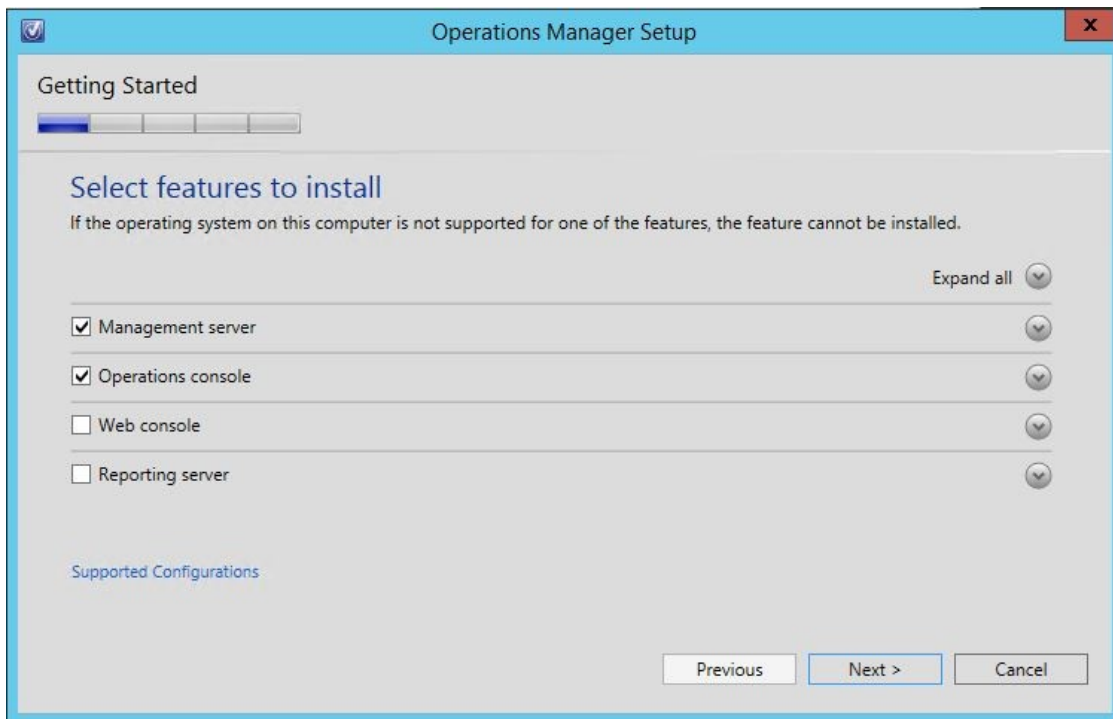 Operations Manager Setup
x
Getting Started
Select features to install
If the operating system on this computer is not supported for one of the features, the feature cannot be installed.
Expand all
Management server
Operations console
Web console
Reporting server
Supported Configurations
Previous Next > Cancel